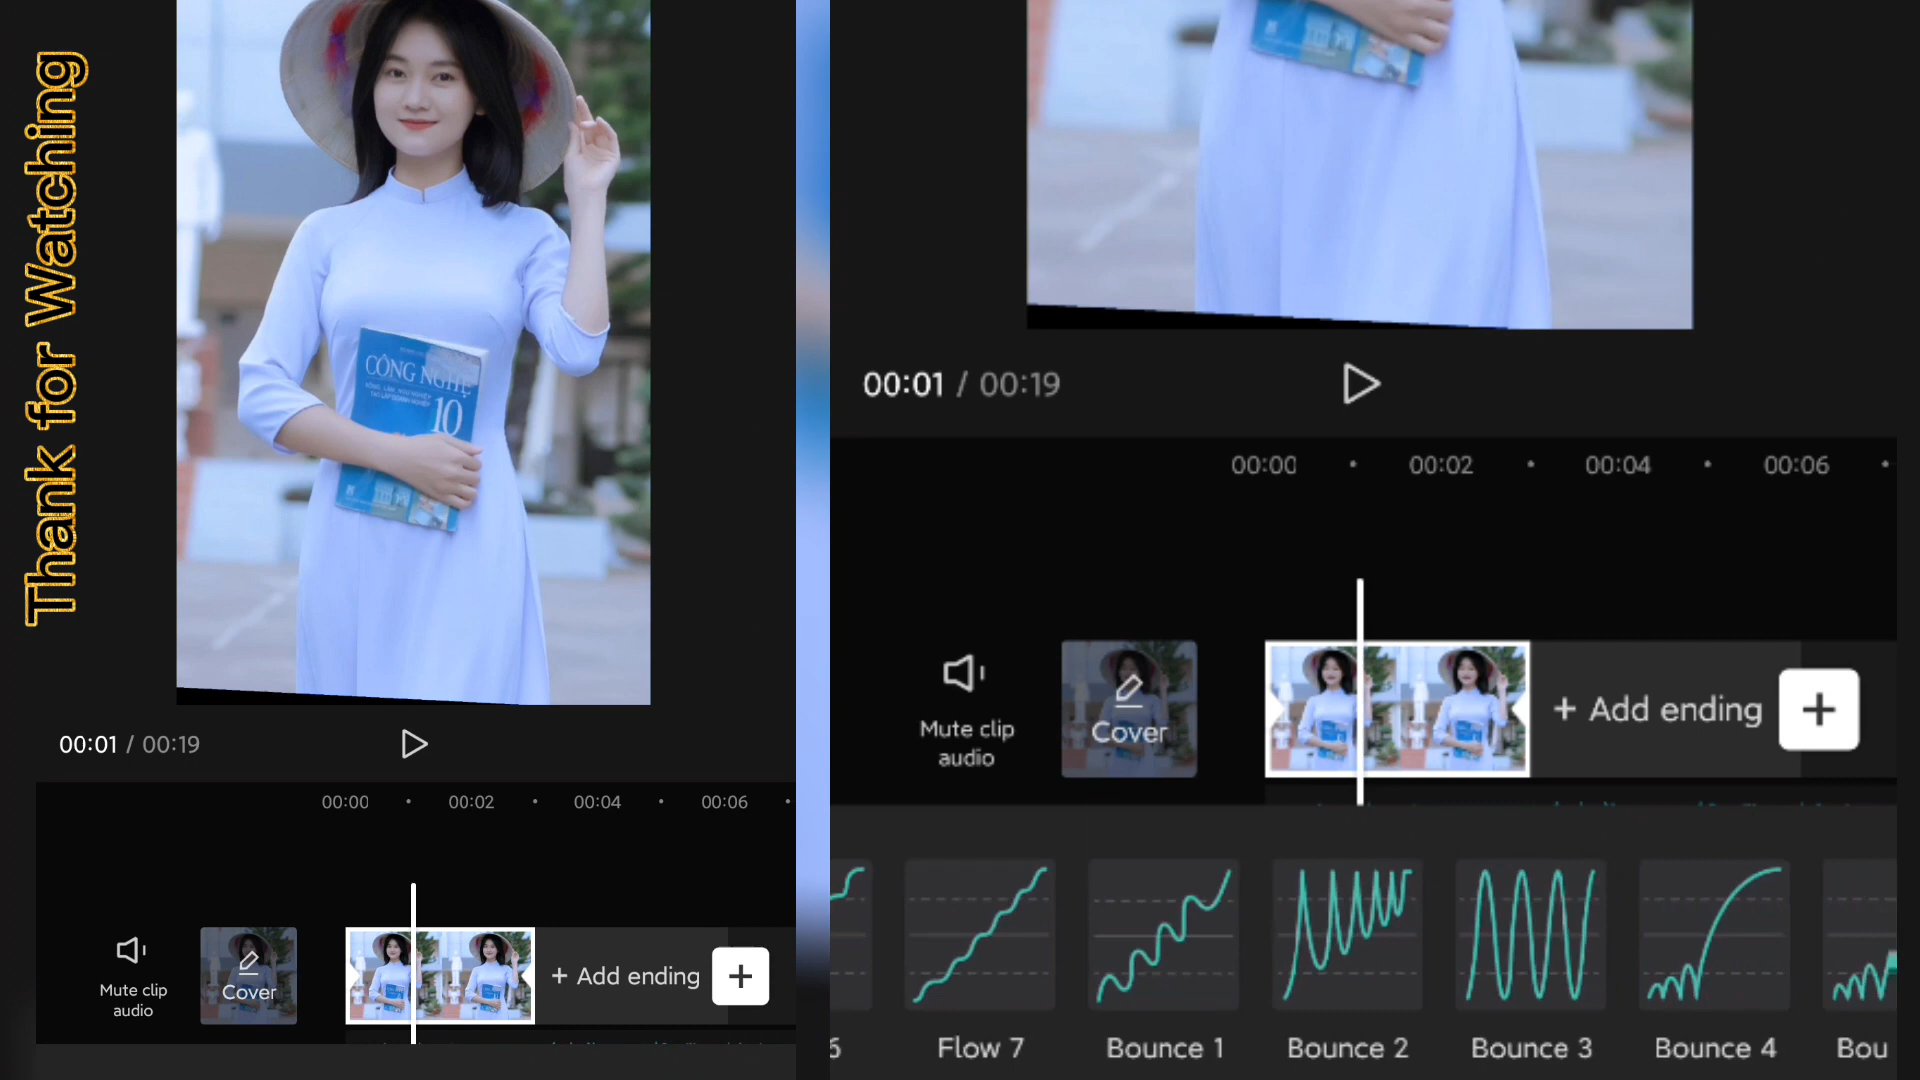 Thank for Watching
CÔNG NGHỆ
10
00:01 / 00:19
00:00 00:02 00:04 00:06
Mute clip
audio
Cover
+ Add ending
+
00:01 / 00:19
00:00 00:02 00:04 00:06
Mute clip
audio
Cover
+ Add ending
+
6 Flow 7 Bounce 1 Bounce 2 Bounce 3 Bounce 4 Bou